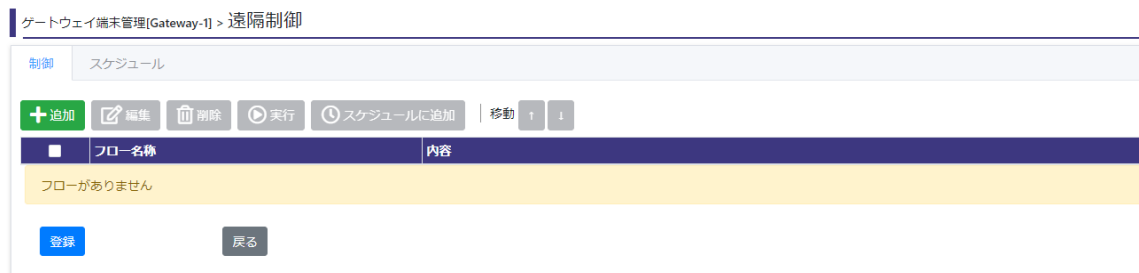 ゲートウェイ端末管理[Gateway-1] > 遠隔制御
制御 スケジュール
追加 編集 削除 実行 スケジュールに追加 移動 ↑ ↓
フロー名称 内容
フローがありません
登録 戻る